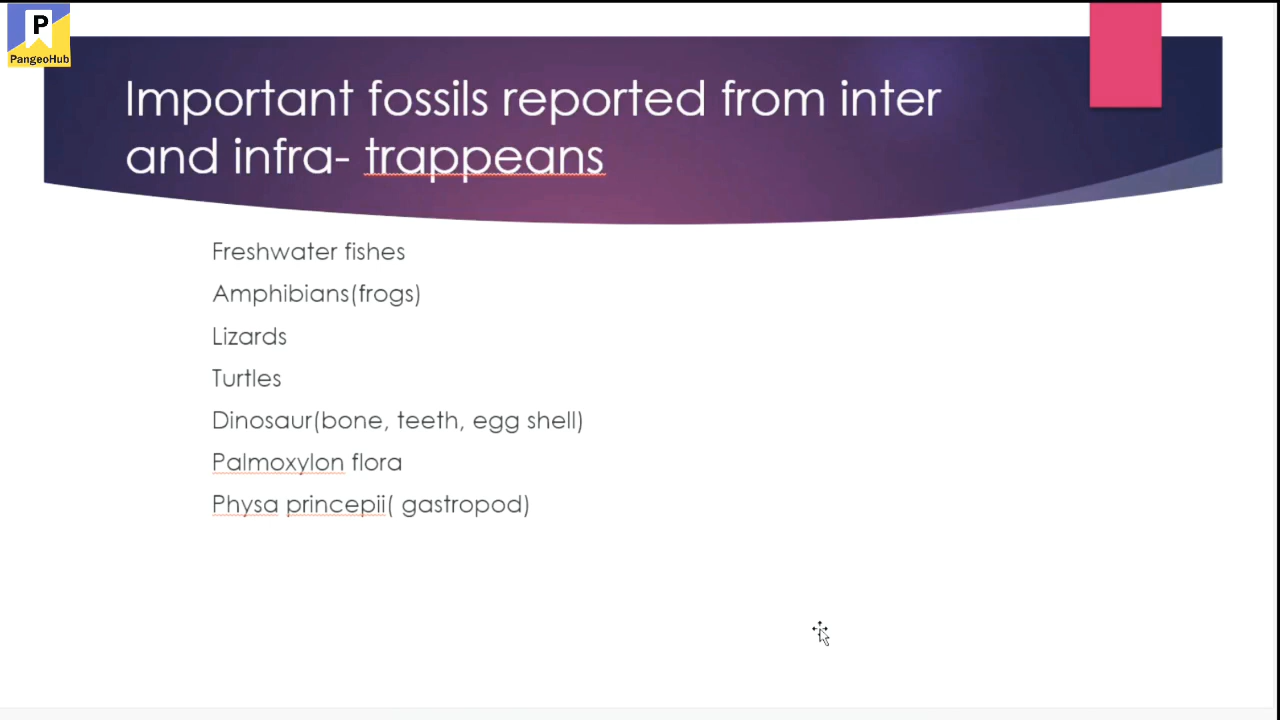 P
PangeoHub
Important fossils reported from inter
and infra- trappeans
Freshwater fishes
Amphibians(frogs)
Lizards
Turtles
Dinosaur(bone, teeth, egg shell)
Palmoxylon flora
Physa princepii( gastropod)